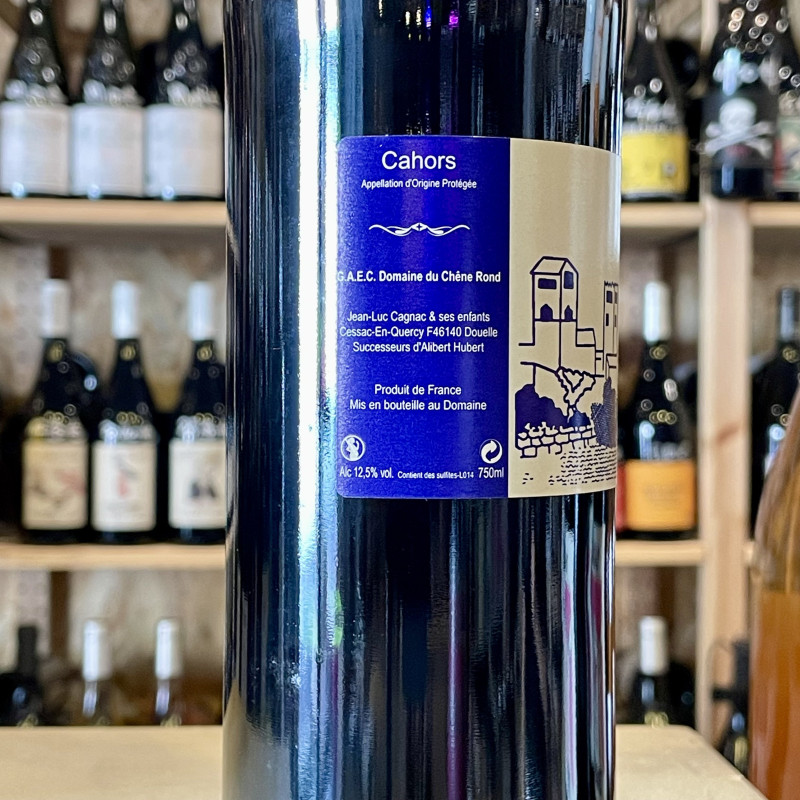 Cahors
Appellation d'Origine Protégée
G.A.E.C. Domaine du Chêne Rond
Jean-Luc Cagnac & ses enfants
Cessac-En-Quercy F46140 Douelle
Successeurs d'Alibert Hubert
Produit de France
Mis en bouteille au Domaine
Alc 12,5% vol. Contient des sulfites-L014 750ml